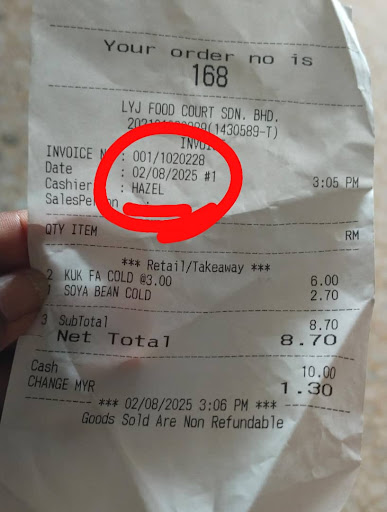 Your order no is
168
LYJ FOOD COURT SDN. BHD.
(1430589-T)
INVOICE : 001/1020228
Date : 02/08/2025 #1 3:05 PM
Cashier : HAZEL
SalesPerson :
QTY ITEM RM
*** Retail/Takeaway ***
2 KUK FA COLD @3.00 6.00
1 SOYA BEAN COLD 2.70
3 SubTotal 8.70
Net Total 8.70
Cash 10.00
CHANGE MYR 1.30
*** 02/08/2025 3:06 PM ***
Goods Sold Are Non Refundable